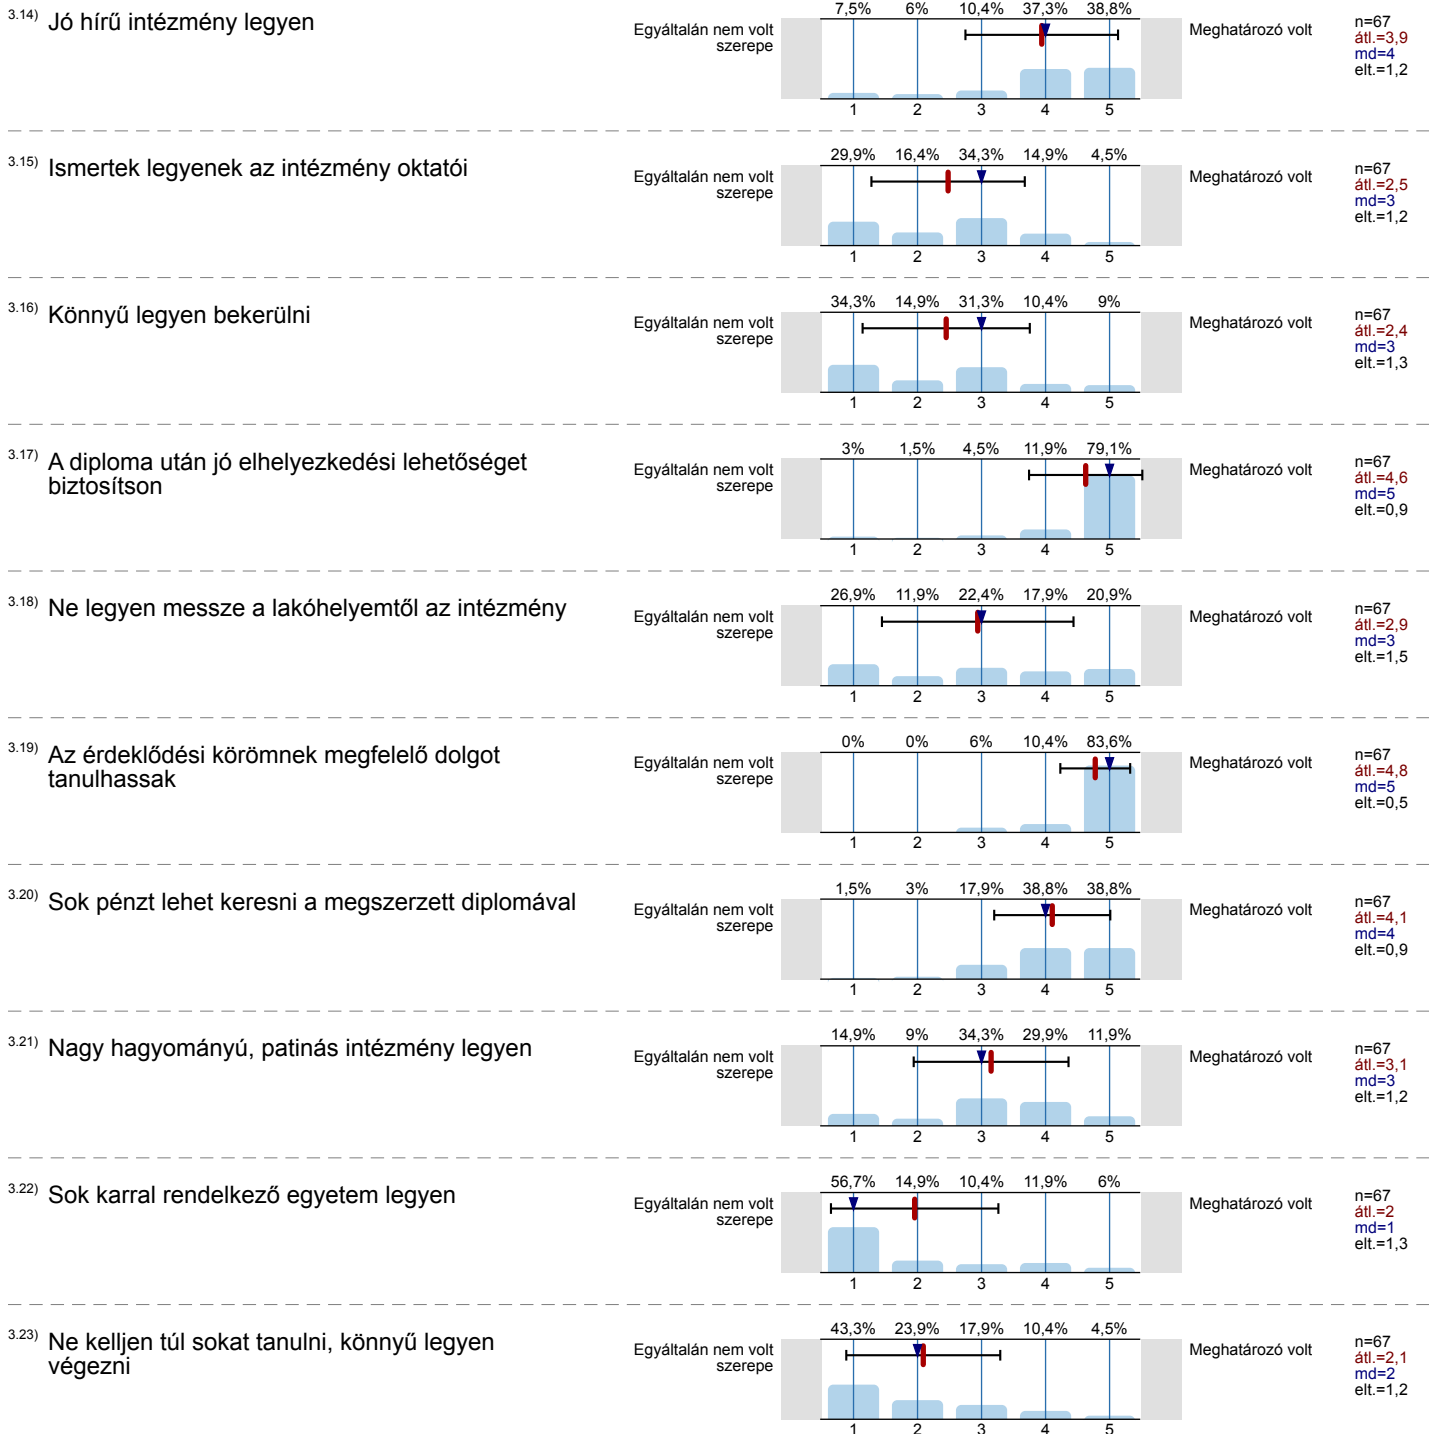 3.14) Jó hírű intézmény legyen
Egyáltalán nem volt
szerepe
7,5% 6% 10,4% 37,3% 38,8%
1 2 3 4 5
Meghatározó volt
n=67
átl.=3,9
md=4
elt.=1,2
3.15) Ismertek legyenek az intézmény oktatói
Egyáltalán nem volt
szerepe
29,9% 16,4% 34,3% 14,9% 4,5%
1 2 3 4 5
Meghatározó volt
n=67
átl.=2,5
md=3
elt.=1,2
3.16) Könnyű legyen bekerülni
Egyáltalán nem volt
szerepe
34,3% 14,9% 31,3% 10,4% 9%
1 2 3 4 5
Meghatározó volt
n=67
átl.=2,4
md=3
elt.=1,3
3.17) A diploma után jó elhelyezkedési lehetőséget
biztosítson
Egyáltalán nem volt
szerepe
3% 1,5% 4,5% 11,9% 79,1%
1 2 3 4 5
Meghatározó volt
n=67
átl.=4,6
md=5
elt.=0,9
3.18) Ne legyen messze a lakóhelyemtől az intézmény
Egyáltalán nem volt
szerepe
26,9% 11,9% 22,4% 17,9% 20,9%
1 2 3 4 5
Meghatározó volt
n=67
átl.=2,9
md=3
elt.=1,5
3.19) Az érdeklődési körömnek megfelelő dolgot
tanulhassak
Egyáltalán nem volt
szerepe
0% 0% 6% 10,4% 83,6%
1 2 3 4 5
Meghatározó volt
n=67
átl.=4,8
md=5
elt.=0,5
3.20) Sok pénzt lehet keresni a megszerzett diplomával
Egyáltalán nem volt
szerepe
1,5% 3% 17,9% 38,8% 38,8%
1 2 3 4 5
Meghatározó volt
n=67
átl.=4,1
md=4
elt.=0,9
3.21) Nagy hagyományú, patinás intézmény legyen
Egyáltalán nem volt
szerepe
14,9% 9% 34,3% 29,9% 11,9%
1 2 3 4 5
Meghatározó volt
n=67
átl.=3,1
md=3
elt.=1,2
3.22) Sok karral rendelkező egyetem legyen
Egyáltalán nem volt
szerepe
56,7% 14,9% 10,4% 11,9% 6%
1 2 3 4 5
Meghatározó volt
n=67
átl.=2
md=1
elt.=1,3
3.23) Ne kelljen túl sokat tanulni, könnyű legyen
végezni
Egyáltalán nem volt
szerepe
43,3% 23,9% 17,9% 10,4% 4,5%
1 2 3 4 5
Meghatározó volt
n=67
átl.=2,1
md=2
elt.=1,2